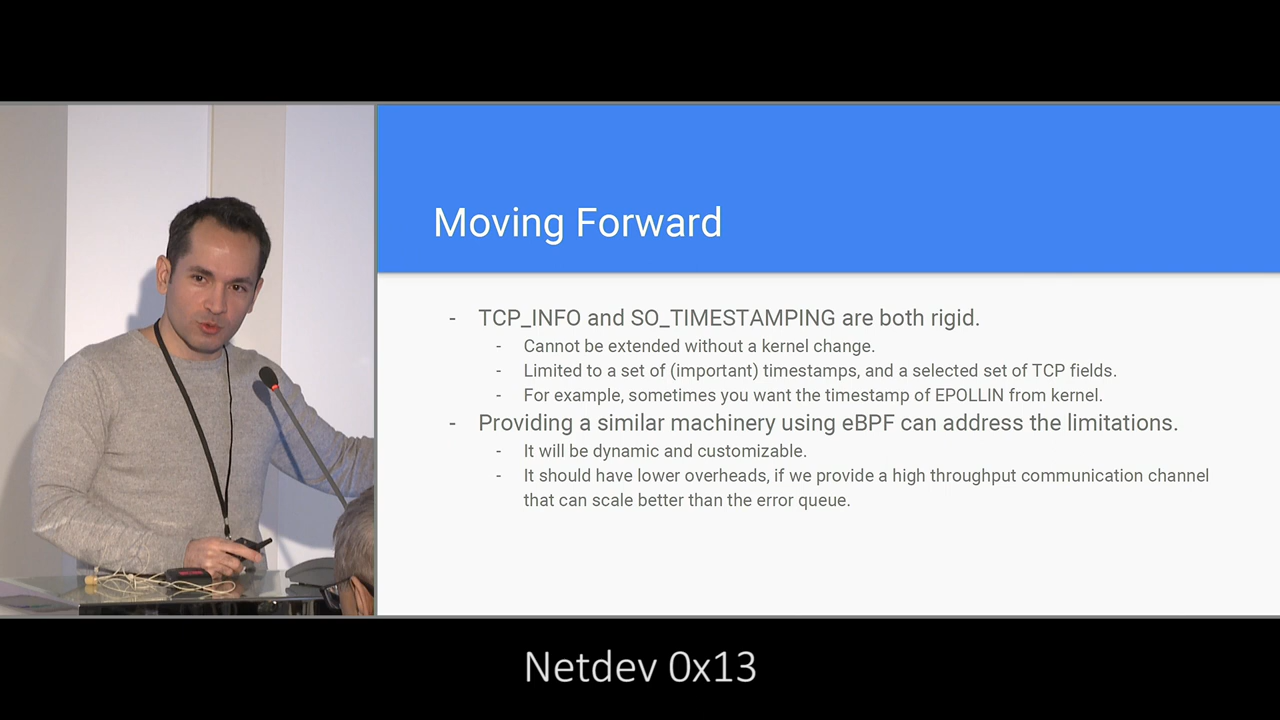 Moving Forward
- TCP_INFO and SO_TIMESTAMPING are both rigid.
- Cannot be extended without a kernel change.
- Limited to a set of (important) timestamps, and a selected set of TCP fields.
- For example, sometimes you want the timestamp of EPOLLIN from kernel.
- Providing a similar machinery using eBPF can address the limitations.
- It will be dynamic and customizable.
- It should have lower overheads, if we provide a high throughput communication channel
that can scale better than the error queue.
Netdev 0x13